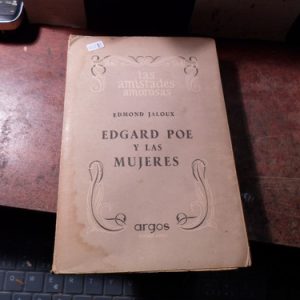 las
amistades
amorosas
EDMOND JALOUX
EDGARD POE
Y LAS
MUJERES
argos